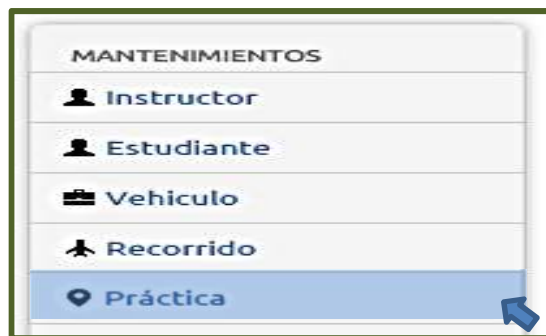 MANTENIMIENTOS
Instructor
Estudiante
Vehiculo
Recorrido
Práctica